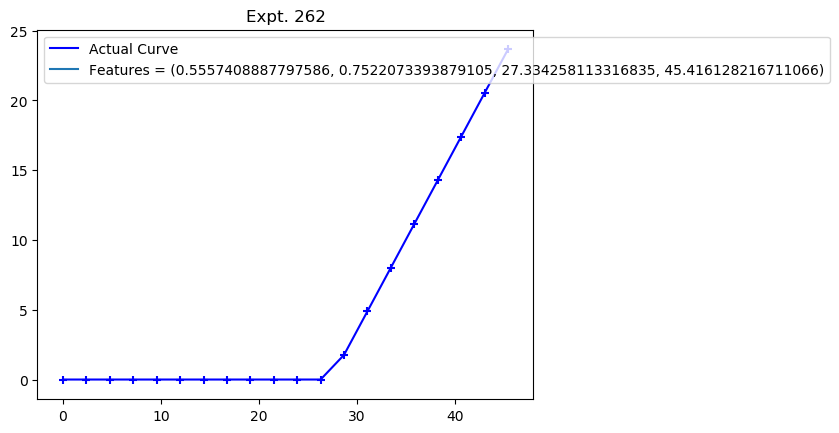 Expt. 262
Actual Curve
Features = (0.5557408887797586, 0.7522073393879105, 27.334258113316835, 45.416128216711066)
25
20
15
10
5
0
0 10 20 30 40